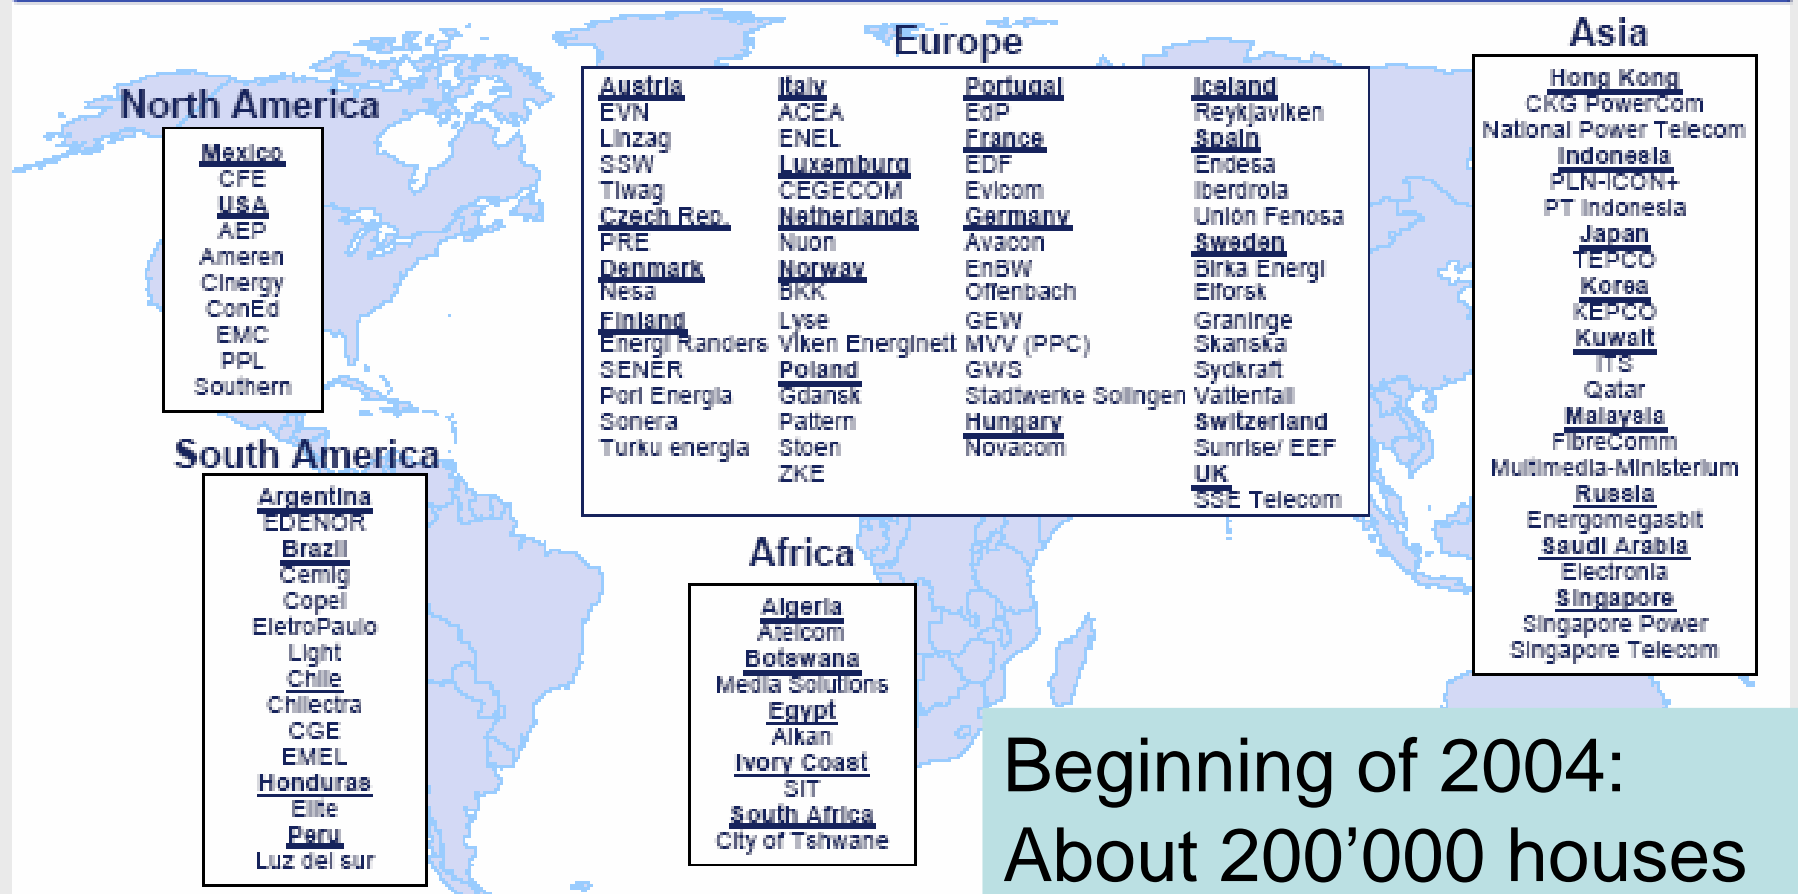 North America
Mexico
CFE
USA
AEP
Ameren
Cinergy
ConEd
EMC
PPL
Southern
South America
Argentina
EDENOR
Brazil
Cemig
Copel
EletroPaulo
Light
Chile
Chilectra
CGE
EMEL
Honduras
Elite
Peru
Luz del sur
Europe
Austria
EVN
Linzag
SSW
Tiwag
Czech Rep.
PRE
Denmark
Nesa
Finland
Energi Randers
SENER
Pori Energia
Sonera
Turku energia
Italy
ACEA
ENEL
Luxemburg
CEGECOM
Netherlands
Nuon
Norway
BKK
Lyse
Viken Energinett
Poland
Gdansk
Pattern
Stoen
ZKE
Portugal
EdP
France
EDF
Evicom
Germany
Avacon
EnBW
Offenbach
GEW
MVV (PPC)
GWS
Stadtwerke Solingen
Hungary
Novacom
Iceland
Reykjaviken
Spain
Endesa
Iberdrola
Unión Fenosa
Sweden
Birka Energi
Elforsk
Graninge
Skanska
Sydkraft
Vattenfall
Switzerland
Sunrise/ EEF
UK
SSE Telecom
Africa
Algeria
Atelcom
Botswana
Media Solutions
Egypt
Alkan
Ivory Coast
SIT
South Africa
City of Tshwane
Asia
Hong Kong
CKG PowerCom
National Power Telecom
Indonesia
PLN-ICON+
PT Indonesia
Japan
TEPCO
Korea
KEPCO
Kuwait
ITS
Qatar
Malaysia
FibreComm
Multimedia-Ministerium
Russia
Energomegasbit
Saudi Arabia
Electronia
Singapore
Singapore Power
Singapore Telecom
Beginning of 2004:
About 200’000 houses